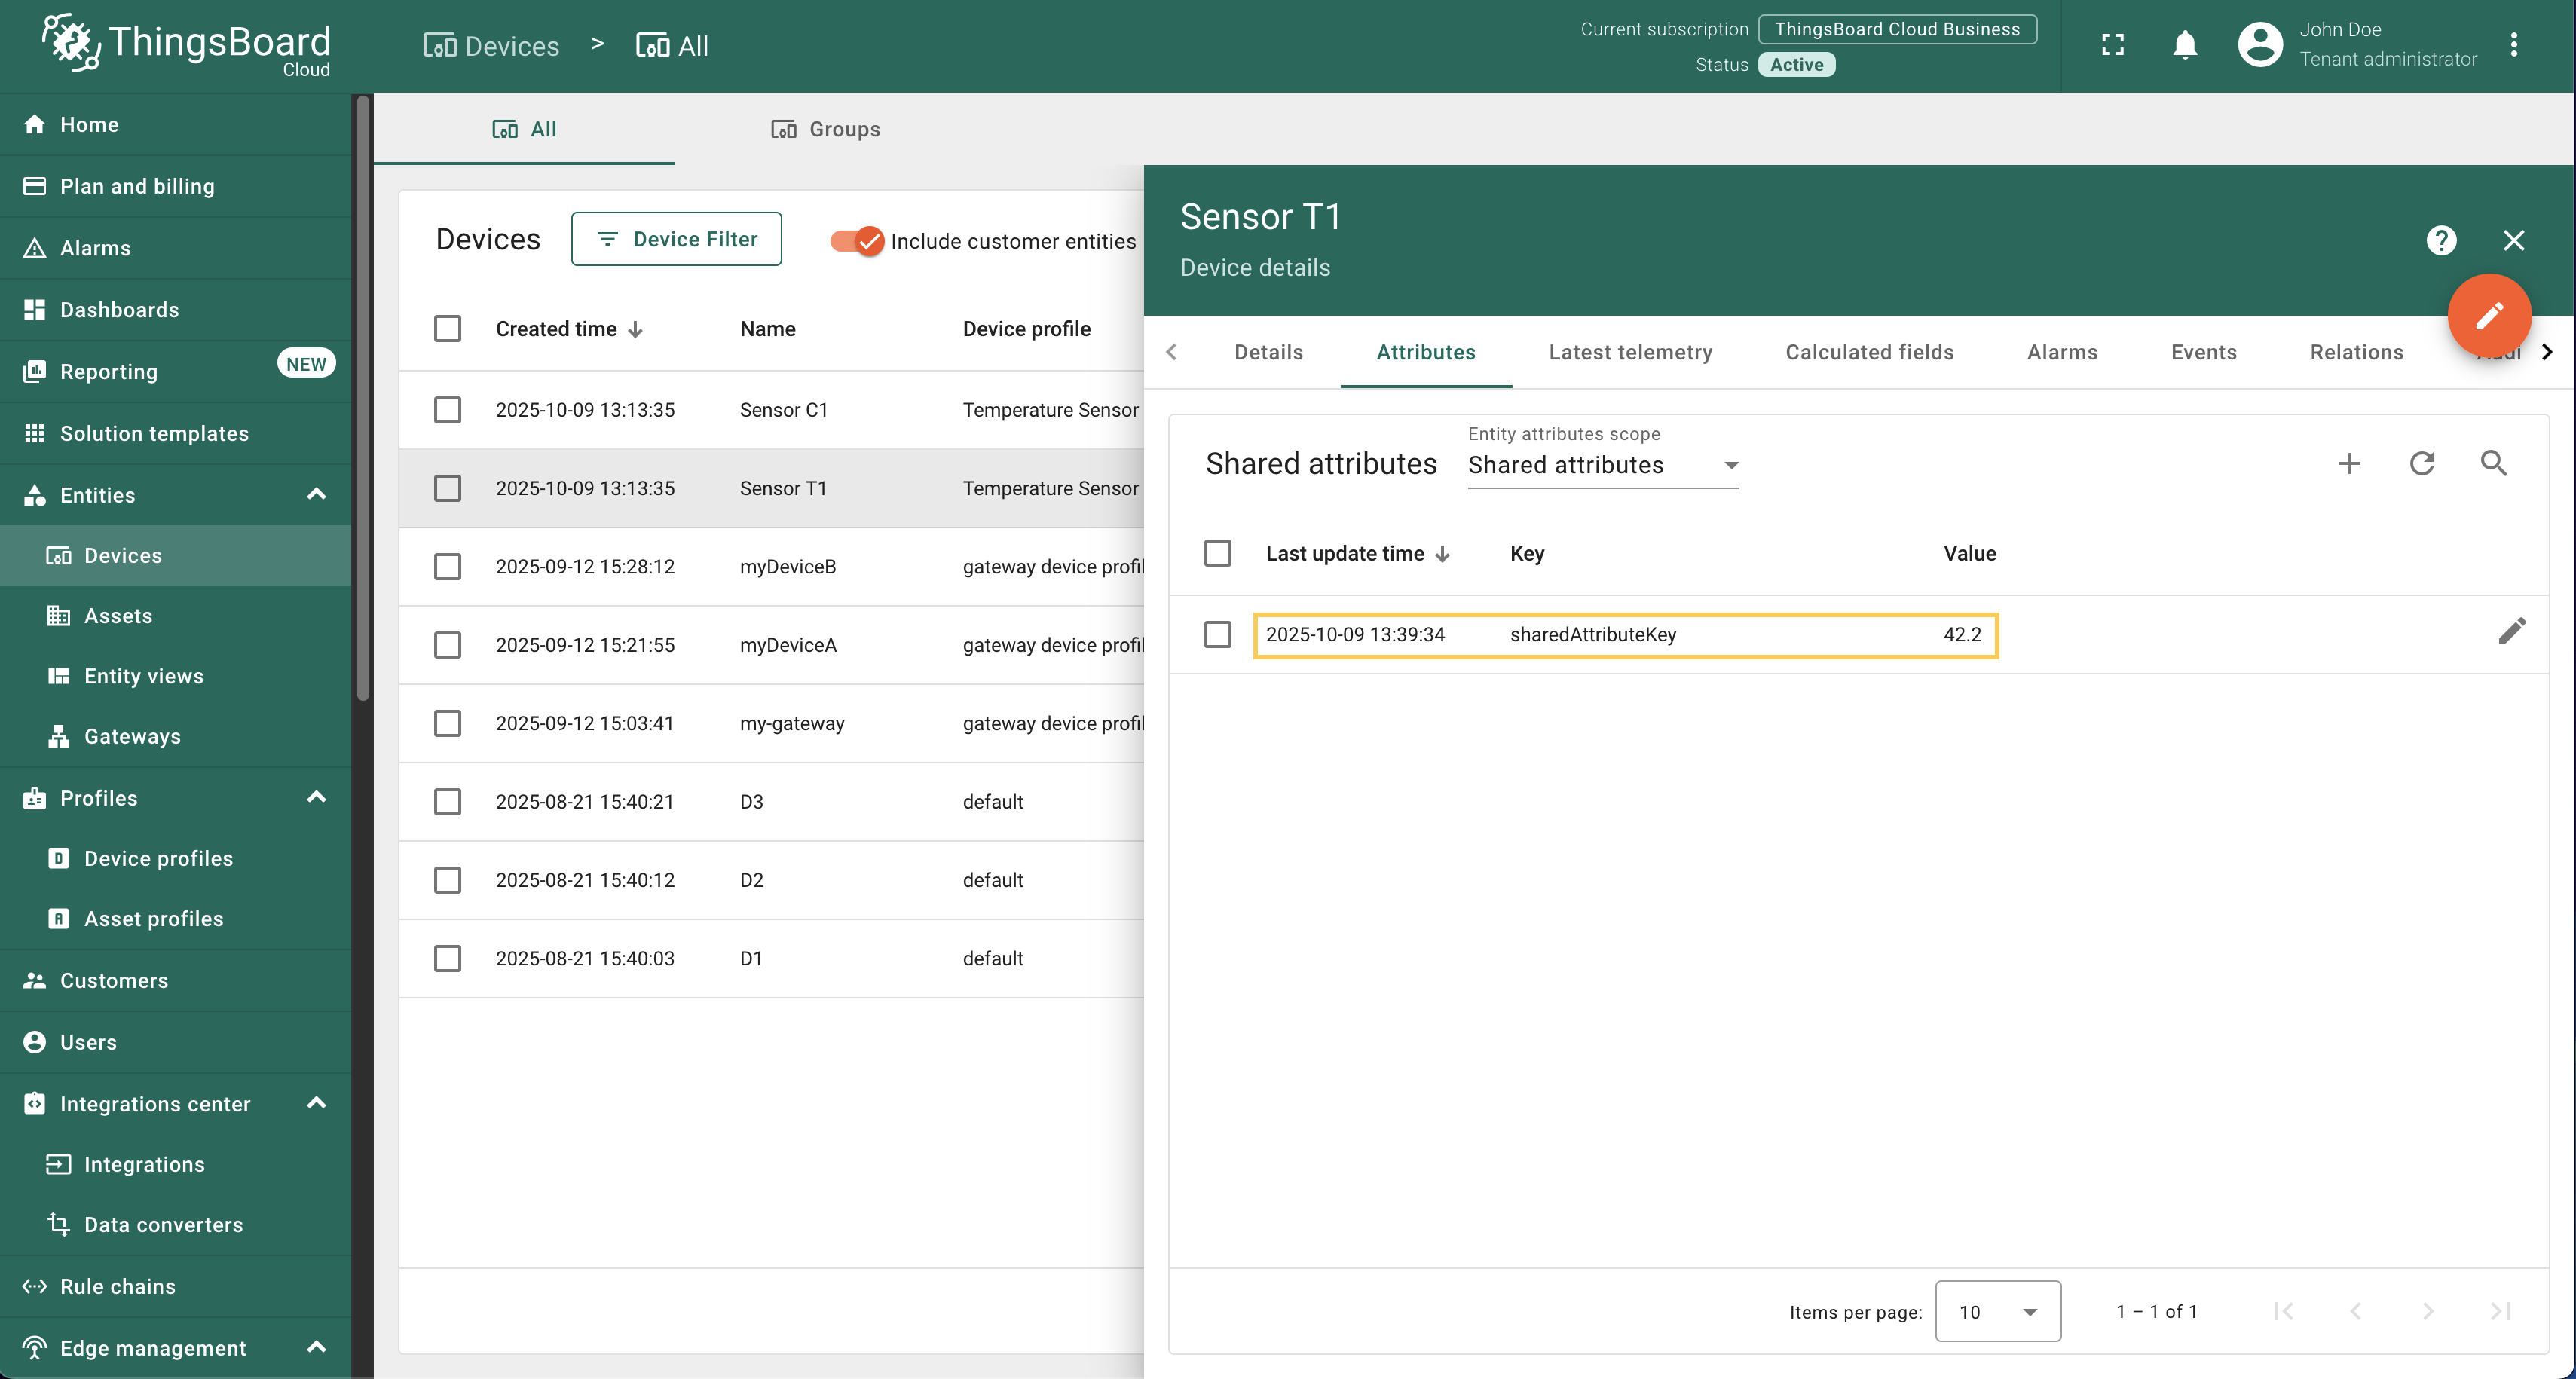 ThingsBoard
Cloud
Devices > All
Current subscription ThingsBoard Cloud Business
Status Active
John Doe
Tenant administrator
Home
Plan and billing
Alarms
Dashboards
Reporting NEW
Solution templates
Entities
Devices
Assets
Entity views
Gateways
Profiles
Device profiles
Asset profiles
Customers
Users
Integrations center
Integrations
Data converters
Rule chains
Edge management
All Groups
Devices Device Filter Include customer entities
Created time Name Device profile
2025-10-09 13:13:35 Sensor C1 Temperature Sensor
2025-10-09 13:13:35 Sensor T1 Temperature Sensor
2025-09-12 15:28:12 myDeviceB gateway device profil
2025-09-12 15:21:55 myDeviceA gateway device profil
2025-09-12 15:03:41 my-gateway gateway device profil
2025-08-21 15:40:21 D3 default
2025-08-21 15:40:12 D2 default
2025-08-21 15:40:03 D1 default
Sensor T1
Device details
Details Attributes Latest telemetry Calculated fields Alarms Events Relations
Shared attributes
Entity attributes scope
Shared attributes
Last update time Key Value
2025-10-09 13:39:34 sharedAttributeKey 42.2
Items per page: 10 1 – 1 of 1